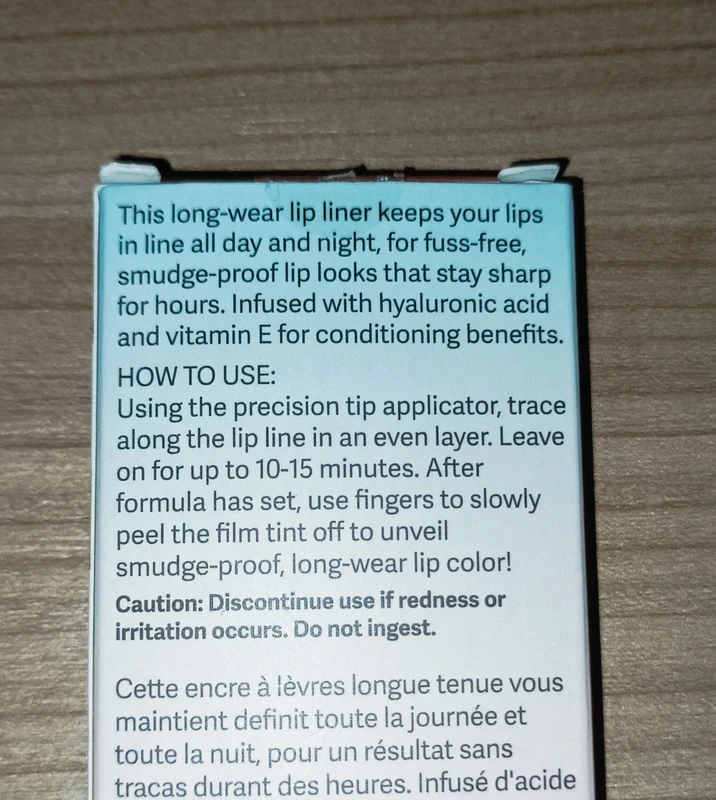 This long-wear lip liner keeps your lips
in line all day and night, for fuss-free,
smudge-proof lip looks that stay sharp
for hours. Infused with hyaluronic acid
and vitamin E for conditioning benefits.
HOW TO USE:
Using the precision tip applicator, trace
along the lip line in an even layer. Leave
on for up to 10-15 minutes. After
formula has set, use fingers to slowly
peel the film tint off to unveil
smudge-proof, long-wear lip color!
Caution: Discontinue use if redness or
irritation occurs. Do not ingest.
Cette encre à lèvres longue tenue vous
maintient definit toute la journée et
toute la nuit, pour un résultat sans
tracas durant des heures. Infusé d'acide